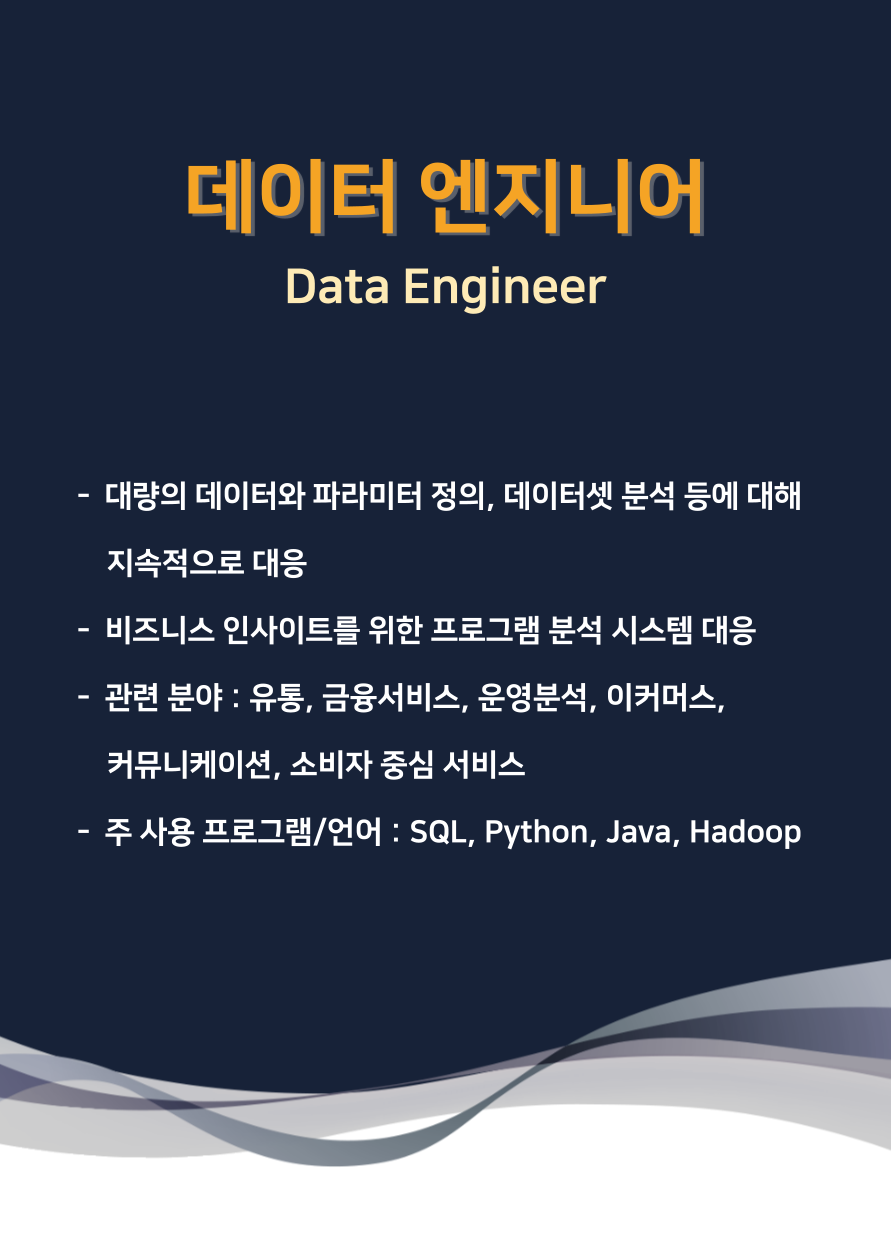 데이터 엔지니어
Data Engineer
- 대량의 데이터와 파라미터 정의, 데이터셋 분석 등에 대해
지속적으로 대응
- 비즈니스 인사이트를 위한 프로그램 분석 시스템 대응
- 관련 분야 : 유통, 금융서비스, 운영분석, 이커머스,
커뮤니케이션, 소비자 중심 서비스
- 주 사용 프로그램/언어 : SQL, Python, Java, Hadoop